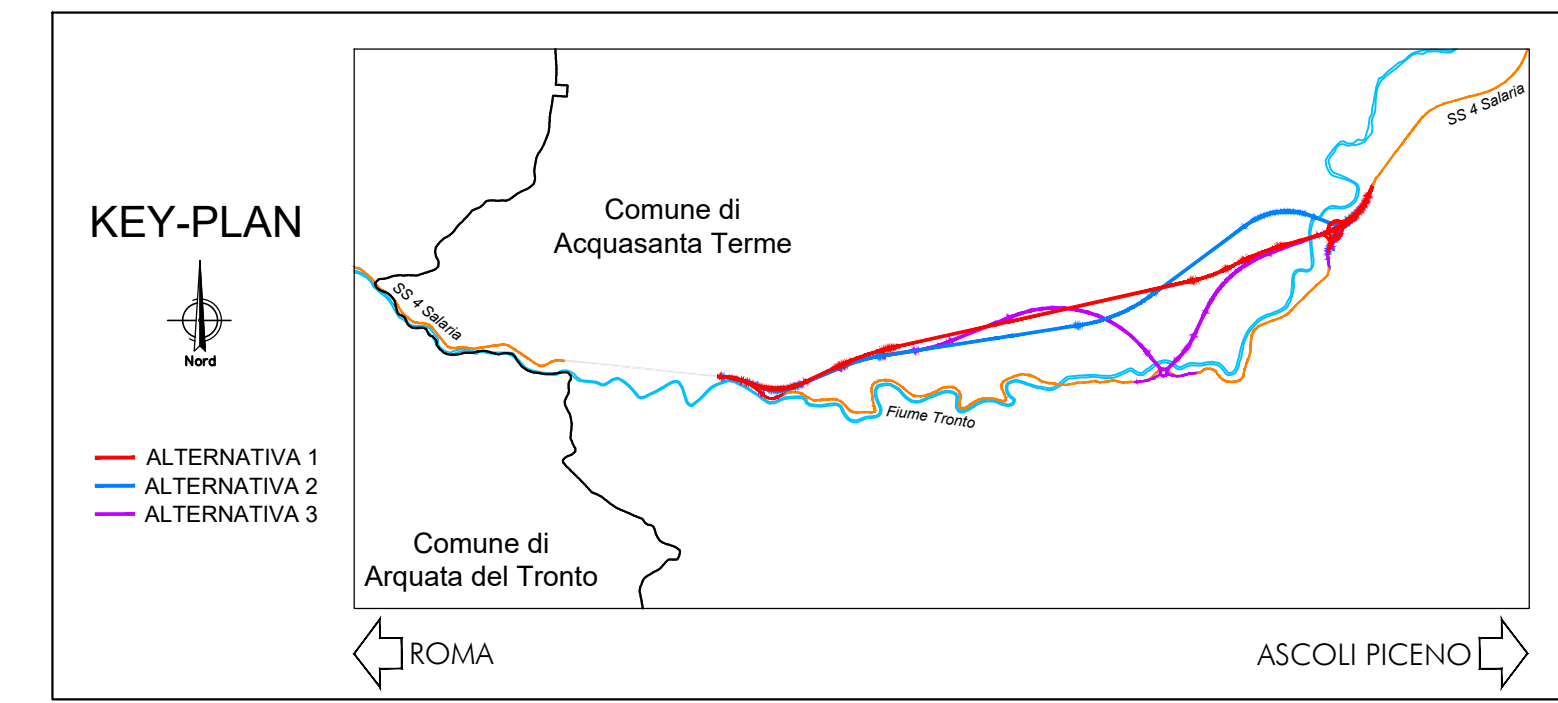 KEY-PLAN
Nord
ALTERNATIVA 1
ALTERNATIVA 2
ALTERNATIVA 3
SS 4 Salaria
Comune di
Acquasanta Terme
SS 4 Salaria
Fiume Tronto
Comune di
Arquata del Tronto
ROMA
ASCOLI PICENO